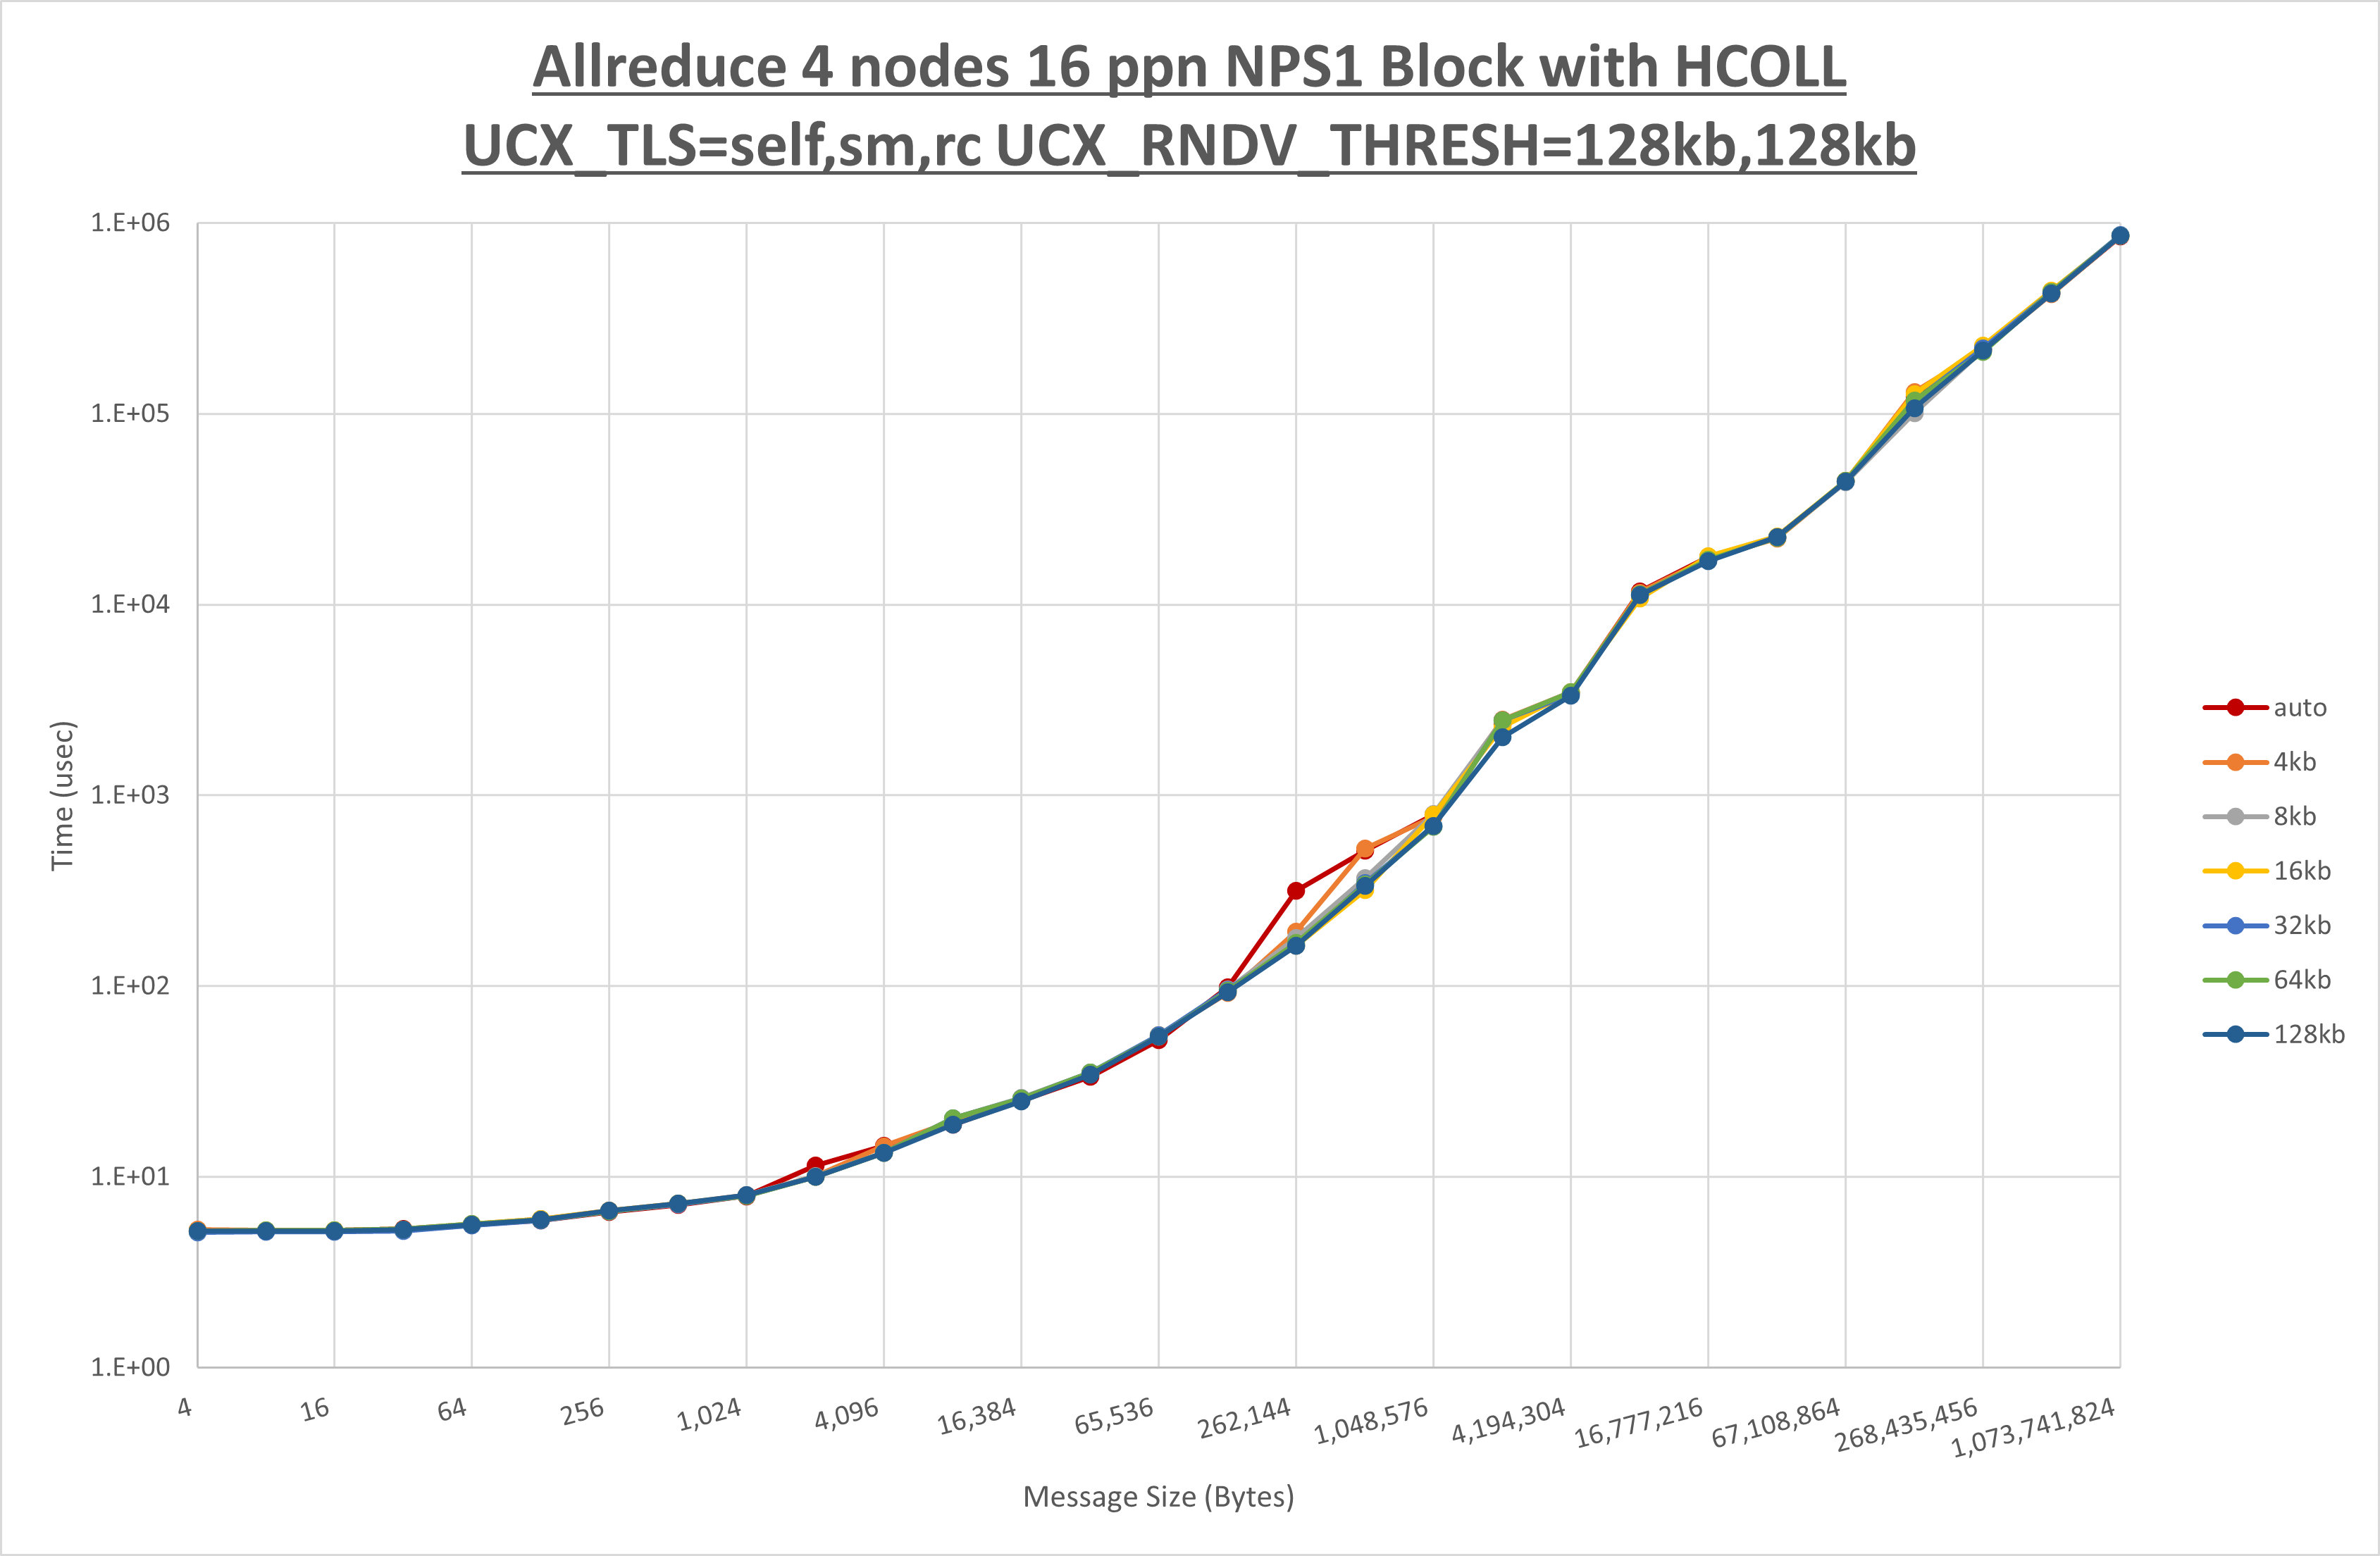 Allreduce 4 nodes 16 ppn NPS1 Block with HCOLL
UCX_TLS=self,sm,rc UCX_RNDV_THRESH=128kb,128kb
1.E+06
1.E+05
1.E+04
1.E+03
1.E+02
1.E+01
1.E+00
Time (usec)
4
16
64
256
1,024
4,096
16,384
65,536
262,144
1,048,576
4,194,304
16,777,216
67,108,864
268,435,456
1,073,741,824
Message Size (Bytes)
auto
4kb
8kb
16kb
32kb
64kb
128kb